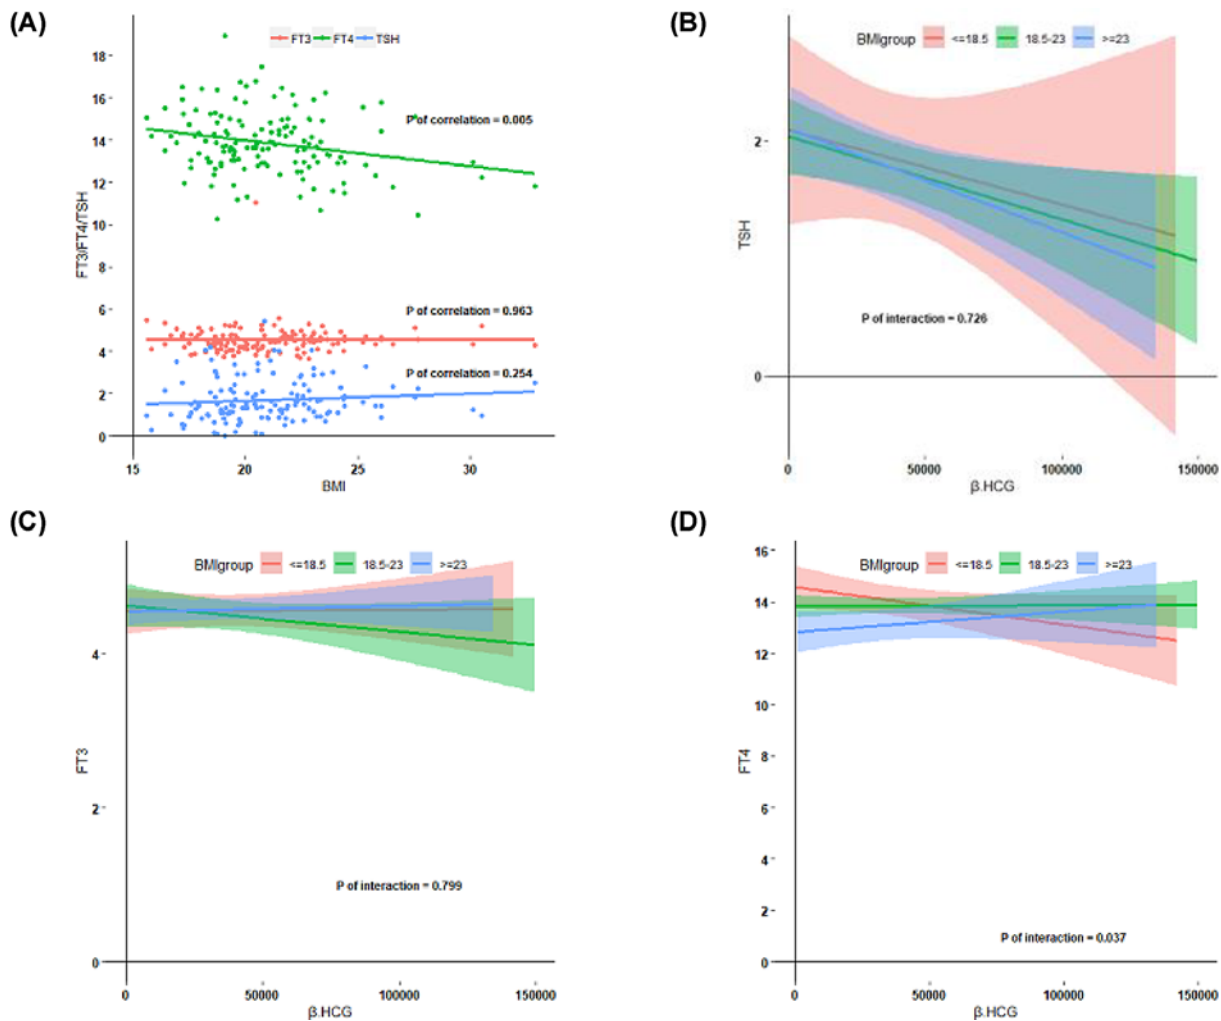 (A)
FT3 FT4 TSH
18
16
14
12
10
8
6
4
2
0
FT3/FT4/TSH
P of correlation = 0.005
P of correlation = 0.963
P of correlation = 0.254
15 20 25 30
BMI
(B)
BMIgroup <=18.5 18.5-23 >=23
2
0
TSH
P of interaction = 0.726
0 50000 100000 150000
β.HCG
(C)
BMIgroup <=18.5 18.5-23 >=23
4
2
0
FT3
P of interaction = 0.799
0 50000 100000 150000
β.HCG
(D)
16
BMIgroup <=18.5 18.5-23 >=23
14
12
10
8
6
4
2
0
FT4
P of interaction = 0.037
0 50000 100000 150000
β.HCG